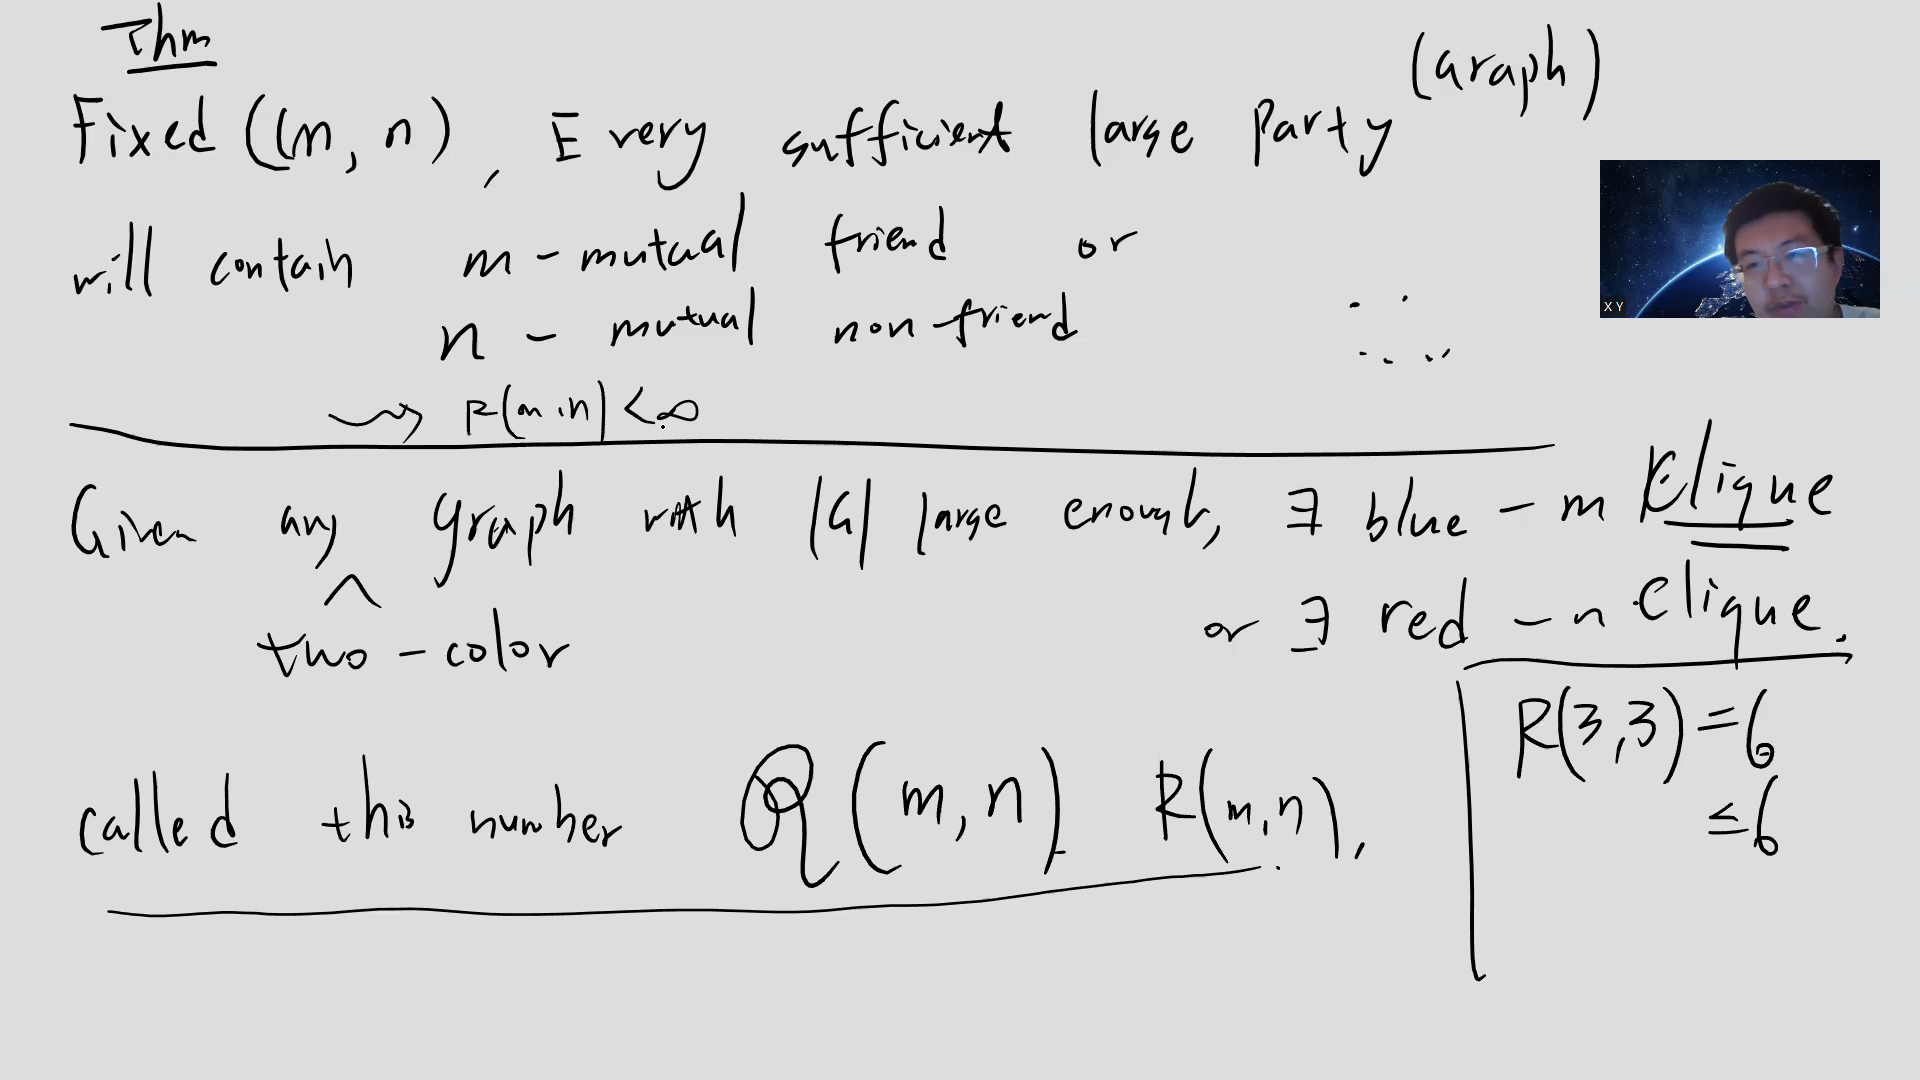 Thm
Fixed ((m, n), Every sufficient large Party (Graph)
will contain m - mutual friend or
n - mutual non-friend
R(m,n) < ∞
Given any graph with |G| large enough, ∃ blue - m Clique
^
two-color
or ∃ red - n Clique.
called this number R(m,n) R(m,n),
R(3,3) = 6
≤ 6
X Y